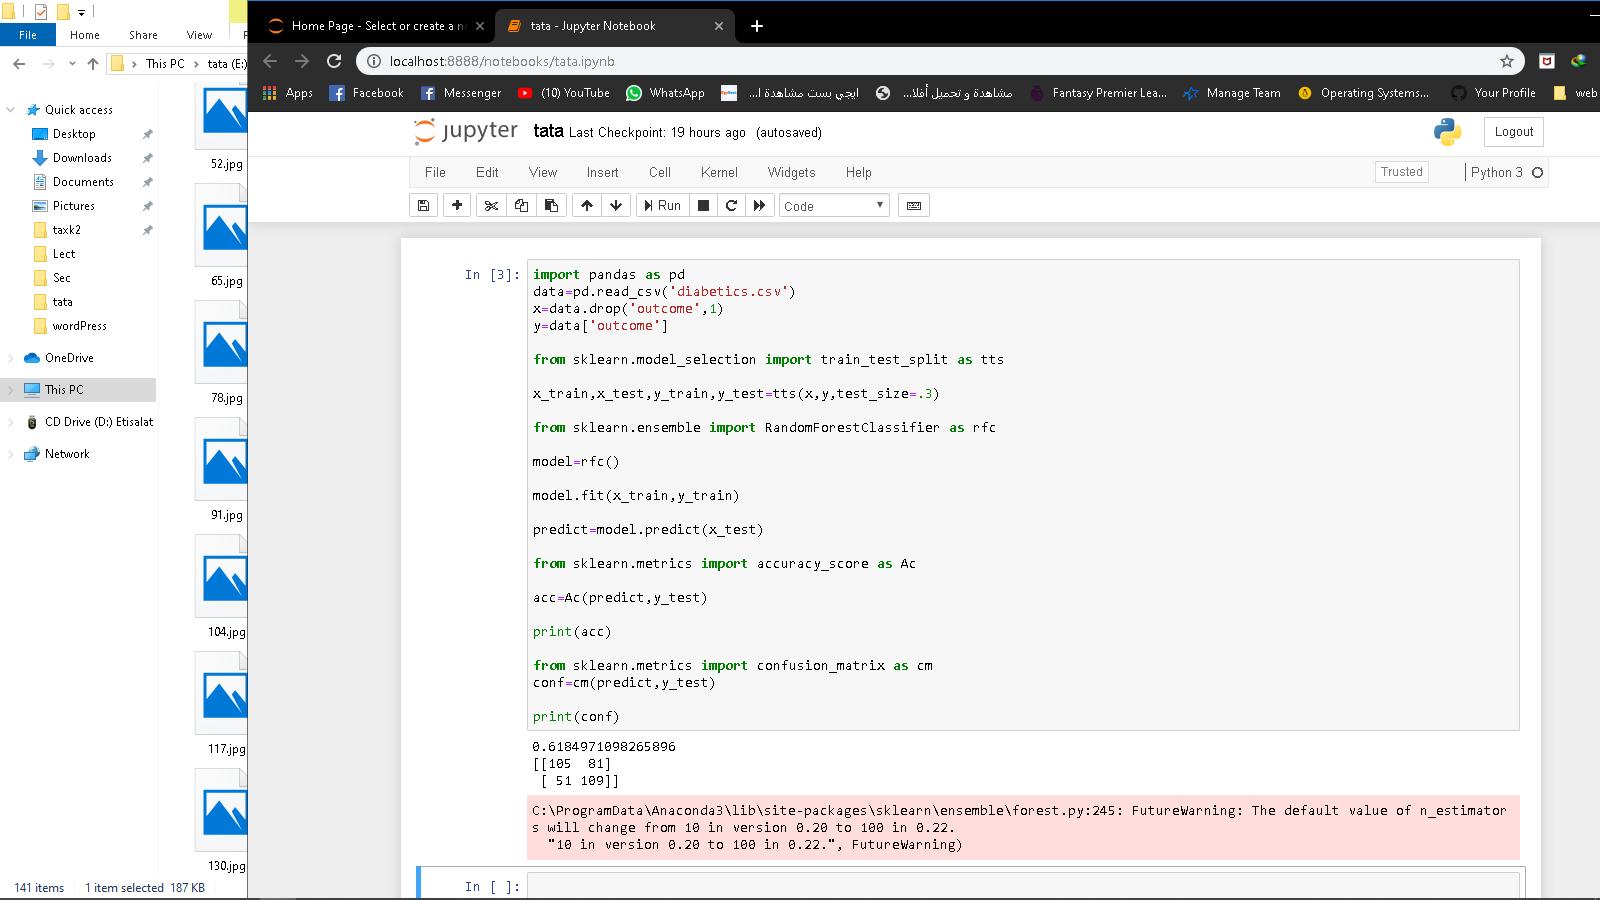 File
Home
Share
View
This PC
tata (E:)
Quick access
Desktop
Downloads
Documents
Pictures
taxk2
Lect
Sec
tata
wordPress
OneDrive
This PC
CD Drive (D:) Etisalat
Network
52.jpg
65.jpg
78.jpg
91.jpg
104.jpg
117.jpg
130.jpg
141 items 1 item selected 187 KB
Home Page - Select or create a n
tata - Jupyter Notebook
localhost:8888/notebooks/tata.ipynb
Apps
Facebook
Messenger
(10) YouTube
WhatsApp
ايجي بست مشاهدة ا...
مشاهدة و تحميل أفلا...
Fantasy Premier Lea...
Manage Team
Operating Systems...
Your Profile
web
jupyter tata Last Checkpoint: 19 hours ago (autosaved)
Logout
File Edit View Insert Cell Kernel Widgets Help
Trusted
Python 3
Run
Code
In [3]:
import pandas as pd
data=pd.read_csv('diabetics.csv')
x=data.drop('outcome',1)
y=data['outcome']
from sklearn.model_selection import train_test_split as tts
x_train,x_test,y_train,y_test=tts(x,y,test_size=.3)
from sklearn.ensemble import RandomForestClassifier as rfc
model=rfc()
model.fit(x_train,y_train)
predict=model.predict(x_test)
from sklearn.metrics import accuracy_score as Ac
acc=Ac(predict,y_test)
print(acc)
from sklearn.metrics import confusion_matrix as cm
conf=cm(predict,y_test)
print(conf)
0.6184971098265896
[[105 81]
[ 51 109]]
C:\ProgramData\Anaconda3\lib\site-packages\sklearn\ensemble\forest.py:245: FutureWarning: The default value of n_estimator
s will change from 10 in version 0.20 to 100 in 0.22.
"10 in version 0.20 to 100 in 0.22.", FutureWarning)
In [ ]: